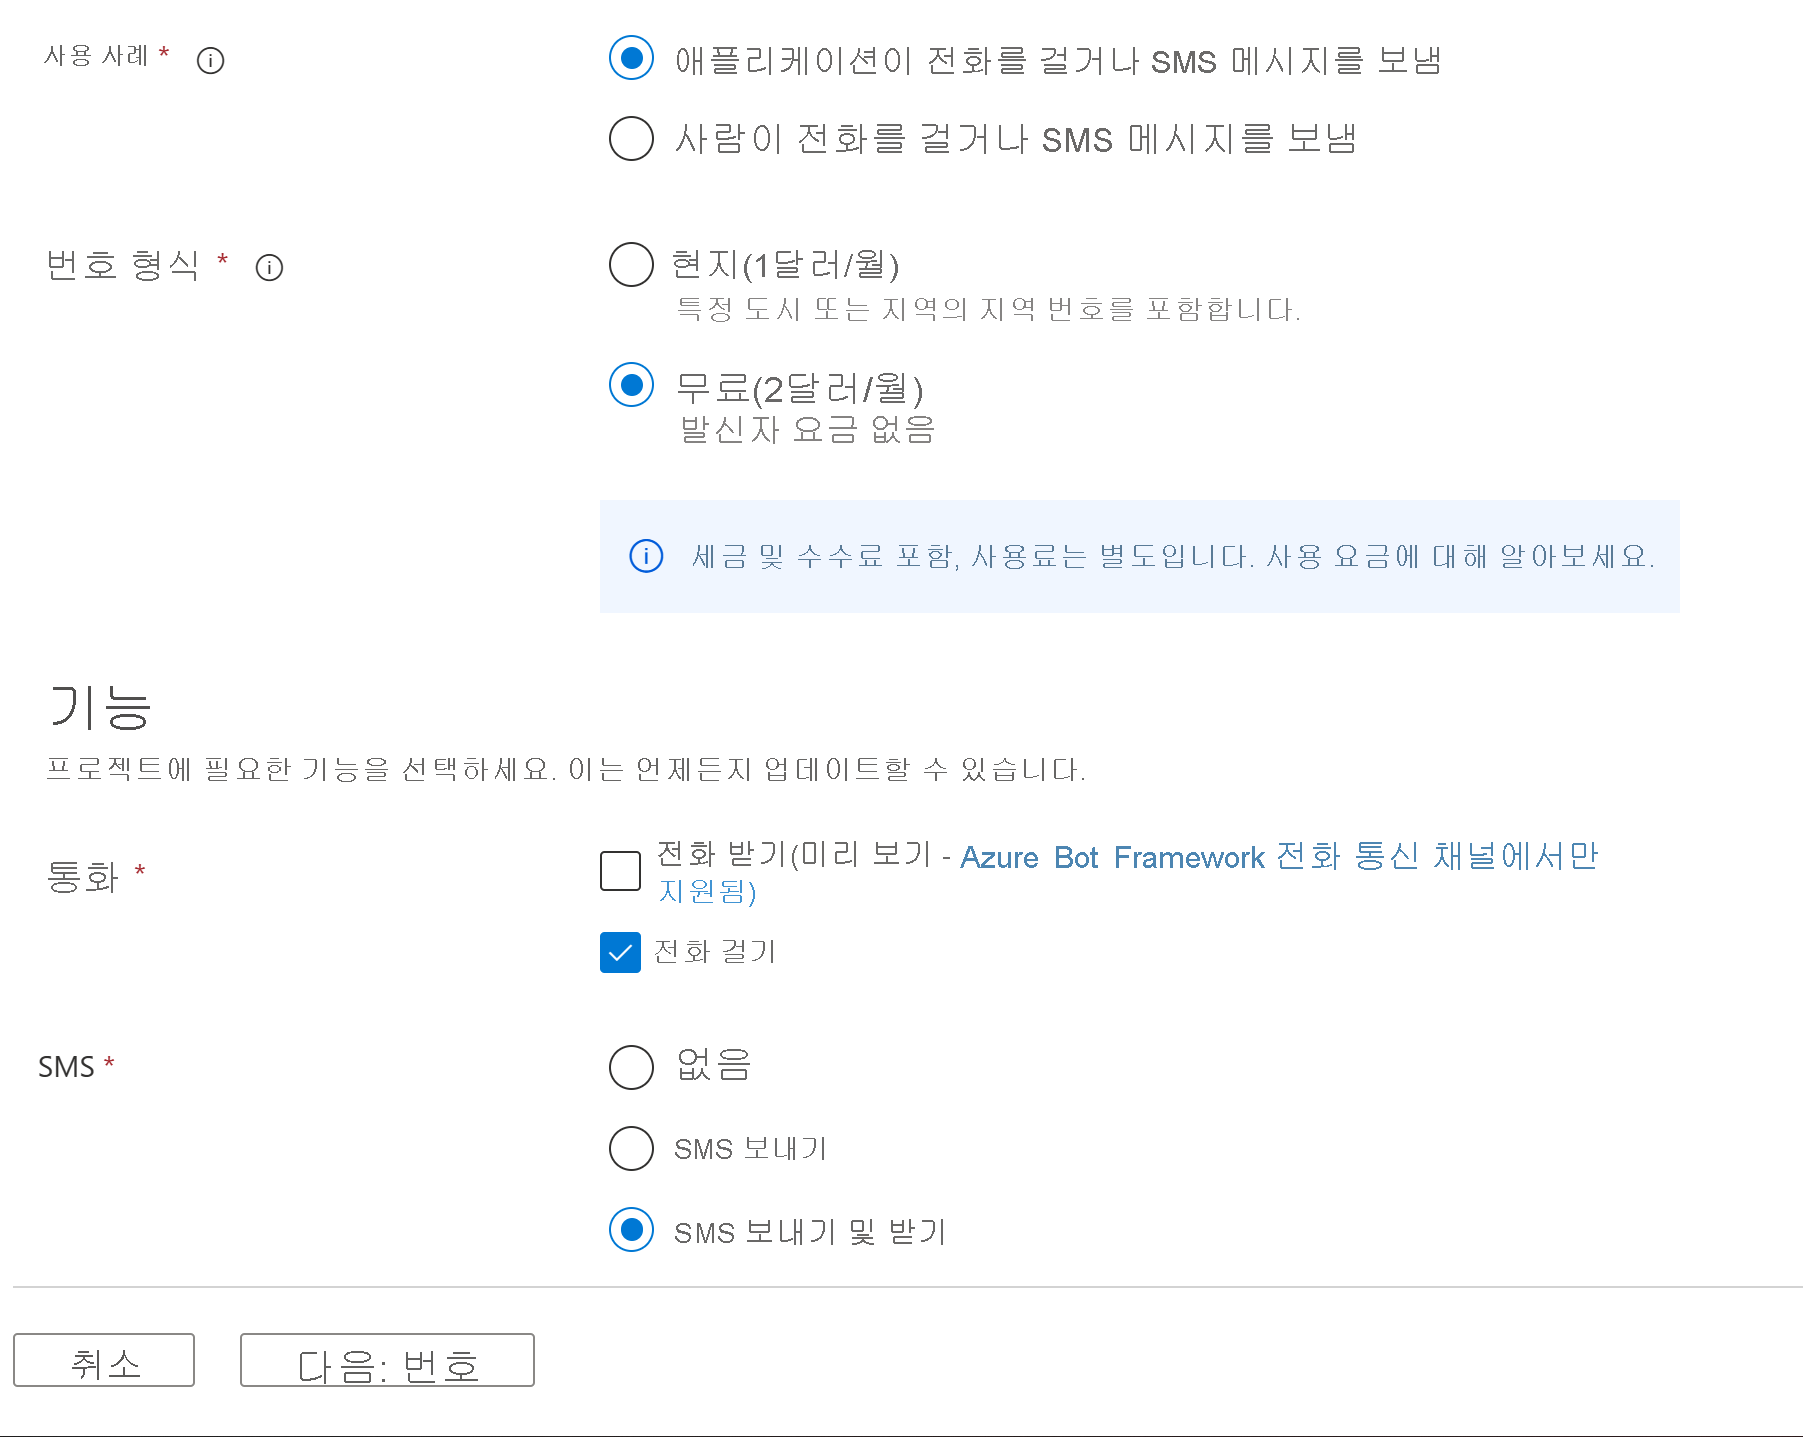 사용 사례 *
애플리케이션이 전화를 걸거나 SMS 메시지를 보냄
사람이 전화를 걸거나 SMS 메시지를 보냄
번호 형식 *
현지(1달러/월)
특정 도시 또는 지역의 지역 번호를 포함합니다.
무료(2달러/월)
발신자 요금 없음
세금 및 수수료 포함, 사용료는 별도입니다. 사용 요금에 대해 알아보세요.
기능
프로젝트에 필요한 기능을 선택하세요. 이는 언제든지 업데이트할 수 있습니다.
통화 *
전화 받기(미리 보기 - Azure Bot Framework 전화 통신 채널에서만
지원됨)
전화 걸기
SMS *
없음
SMS 보내기
SMS 보내기 및 받기
취소
다음: 번호